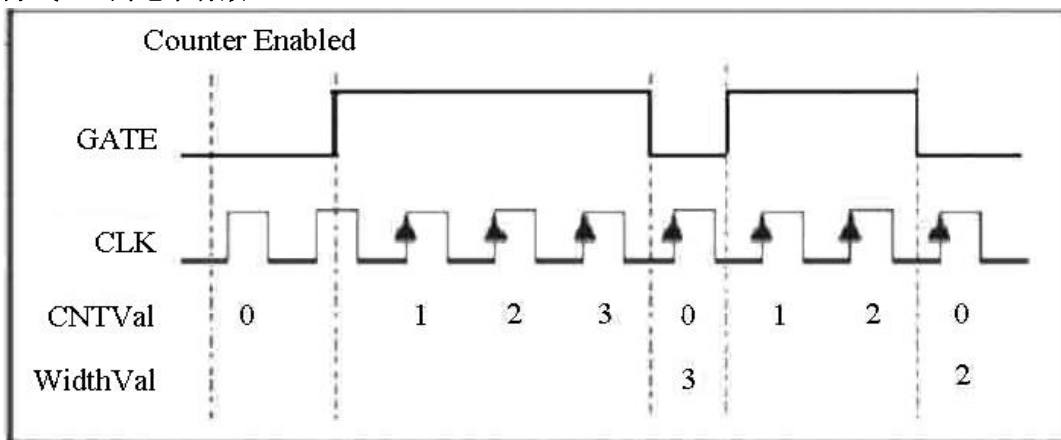 Counter Enabled
GATE
CLK
CNTVal 0 1 2 3 0 1 2 0
WidthVal 3 2